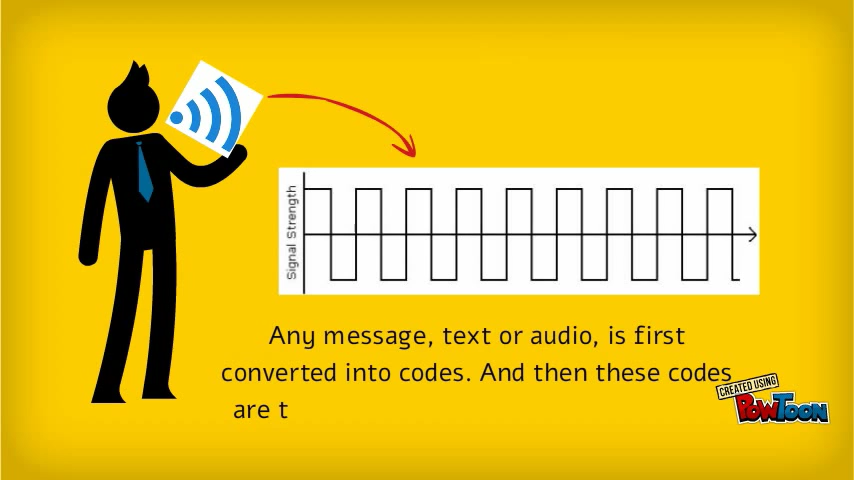 Signal Strength
Any message, text or audio, is first
converted into codes. And then these codes
are t
CREATED USING
POWTOON